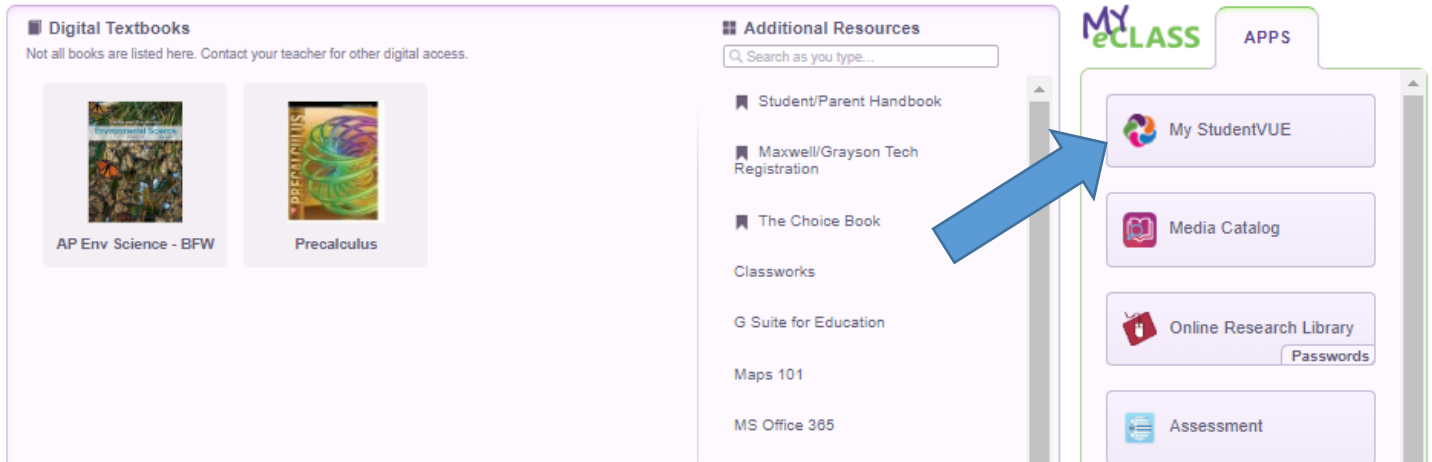 Digital Textbooks
Not all books are listed here. Contact your teacher for other digital access.
Environmental Science
AP Env Science - BFW
PRECALCULUS
Precalculus
Additional Resources
Search as you type...
Student/Parent Handbook
Maxwell/Grayson Tech
Registration
The Choice Book
Classworks
G Suite for Education
Maps 101
MS Office 365
MY
eCLASS
APPS
My StudentVUE
Media Catalog
Online Research Library
Passwords
Assessment